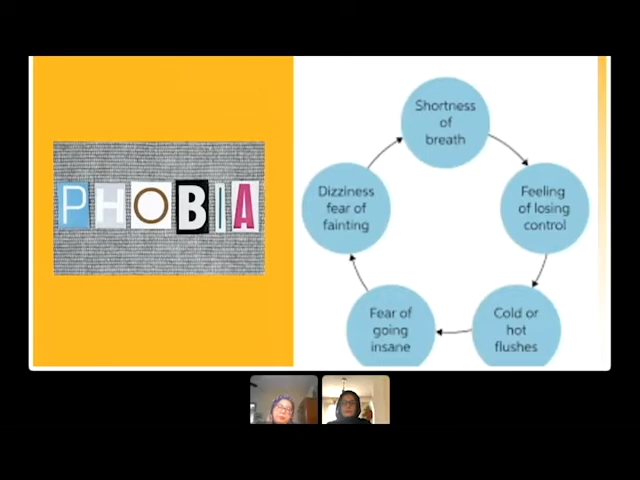 PHOBIA
Shortness
of
breath
Feeling
of losing
control
Cold or
hot
flushes
Fear of
going
insane
Dizziness
fear of
fainting